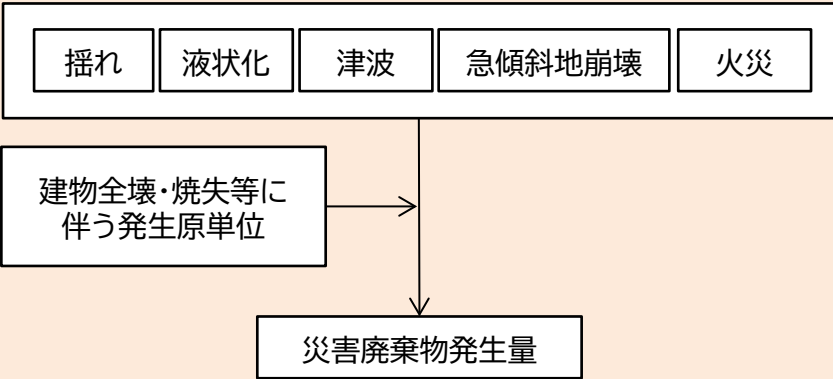 揺れ 液状化 津波 急傾斜地崩壊 火災
建物全壊･焼失等に
伴う発生原単位
災害廃棄物発生量